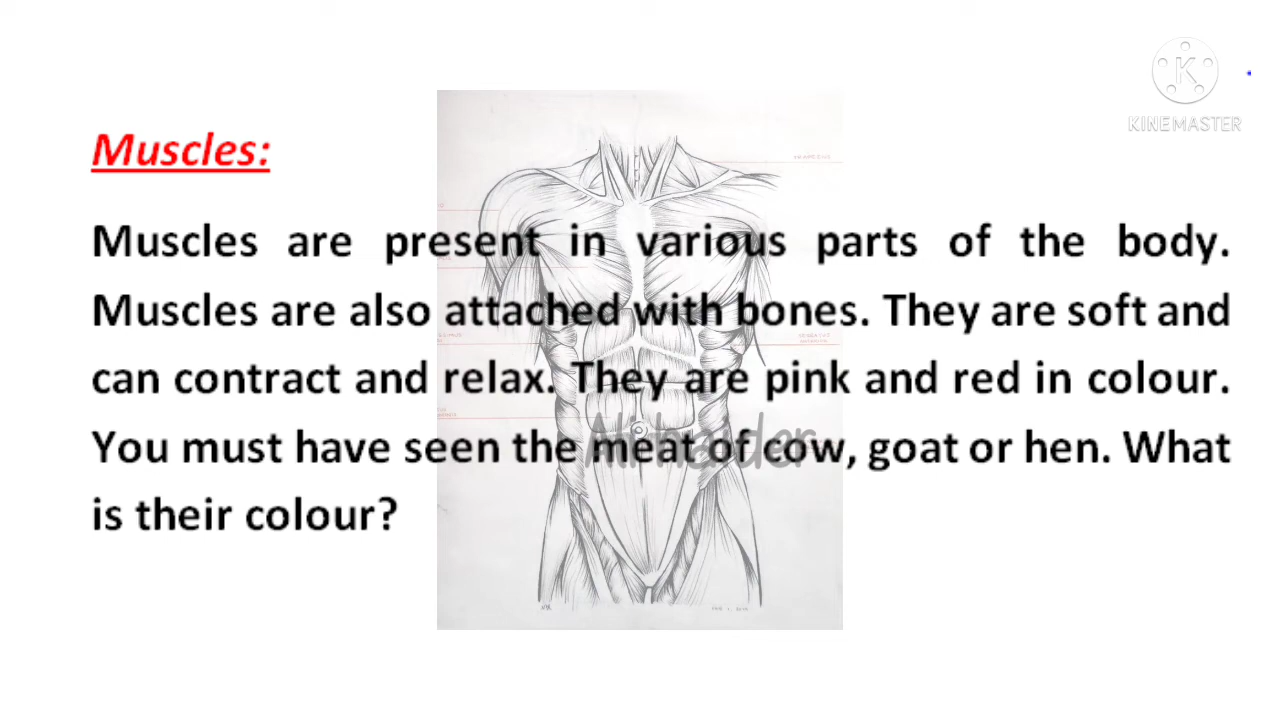 KINEMASTER
Muscles:
Muscles are present in various parts of the body.
Muscles are also attached with bones. They are soft and
can contract and relax. They are pink and red in colour.
You must have seen the meat of cow, goat or hen. What
is their colour?